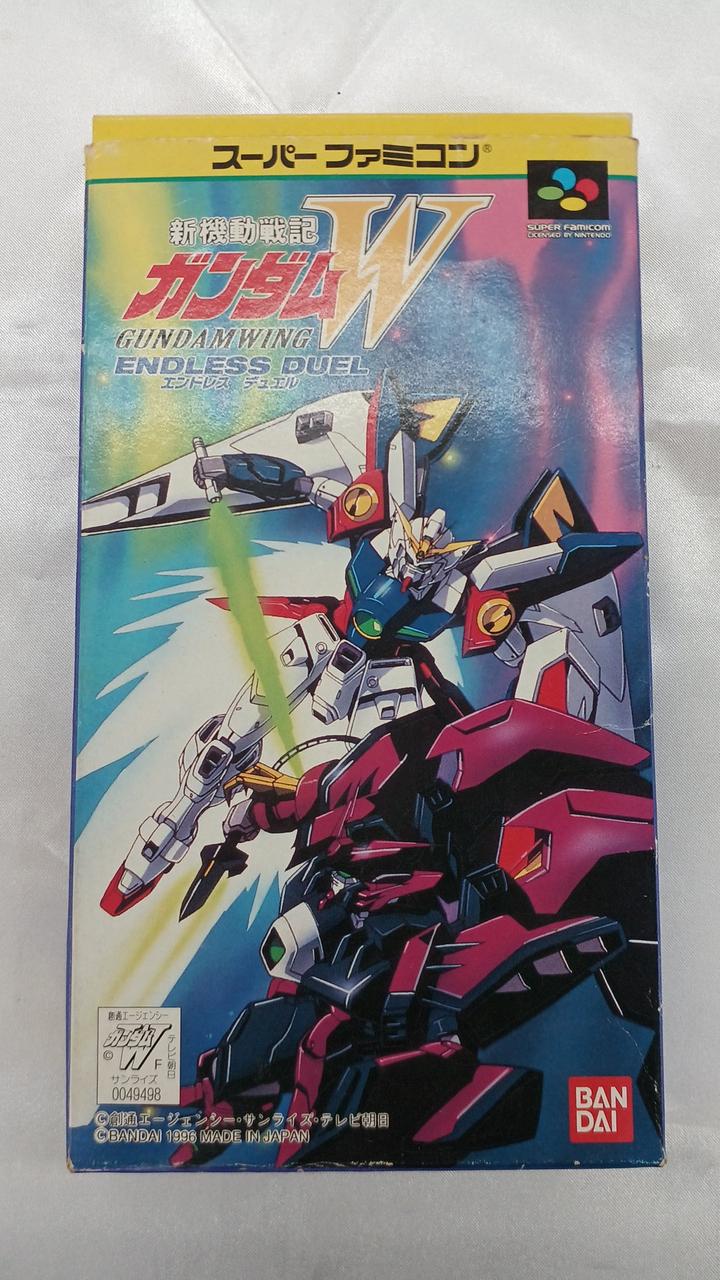 スーパーファミコン®
SUPER FAMICOM
LICENSED BY NINTENDO
新機動戦記
ガンダムW
GUNDAM WING
ENDLESS DUEL
エンドレス デュエル
創通エージェンシー
ガンダムW
©
F
テレビ朝日
サンライズ
0049498
©創通エージェンシー・サンライズ・テレビ朝日
©BANDAI 1996 MADE IN JAPAN
BAN
DAI